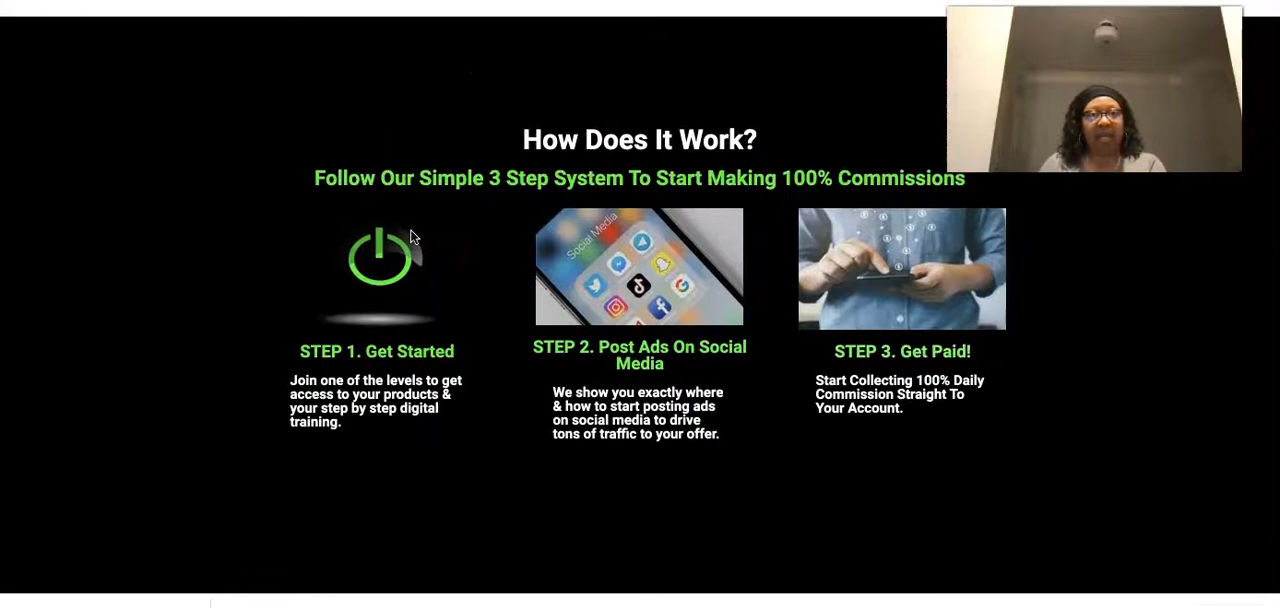 How Does It Work?
Follow Our Simple 3 Step System To Start Making 100% Commissions
Social Media
STEP 1. Get Started
Join one of the levels to get
access to your products &
your step by step digital
training.
STEP 2. Post Ads On Social
Media
We show you exactly where
& how to start posting ads
on social media to drive
tons of traffic to your offer.
STEP 3. Get Paid!
Start Collecting 100% Daily
Commission Straight To
Your Account.